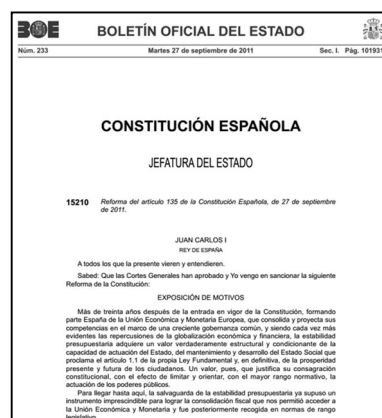 BOE
BOLETÍN OFICIAL DEL ESTADO
Núm. 233 Martes 27 de septiembre de 2011 Sec. I. Pág. 101931
CONSTITUCIÓN ESPAÑOLA
JEFATURA DEL ESTADO
15210 Reforma del artículo 135 de la Constitución Española, de 27 de septiembre
de 2011.
JUAN CARLOS I
REY DE ESPAÑA
A todos los que la presente vieren y entendieren.
Sabed: Que las Cortes Generales han aprobado y Yo vengo en sancionar la siguiente
Reforma de la Constitución:
EXPOSICIÓN DE MOTIVOS
Más de treinta años después de la entrada en vigor de la Constitución, formando
parte España de la Unión Económica y Monetaria Europea, que consolida y proyecta sus
competencias en el marco de una creciente gobernanza común, y siendo cada vez más
evidentes las repercusiones de la globalización económica y financiera, la estabilidad
presupuestaria adquiere un valor verdaderamente estructural y condicionante de la
capacidad de actuación del Estado, del mantenimiento y desarrollo del Estado Social que
proclama el artículo 1.1 de la propia Ley Fundamental y, en definitiva, de la prosperidad
presente y futura de los ciudadanos. Un valor, pues, que justifica su consagración
constitucional, con el efecto de limitar y orientar, con el mayor rango normativo, la
actuación de los poderes públicos.
Para llegar hasta aquí, la salvaguarda de la estabilidad presupuestaria ya supuso un
instrumento imprescindible para lograr la consolidación fiscal que nos permitió acceder a
la Unión Económica y Monetaria y fue posteriormente recogida en normas de rango
legislativo.